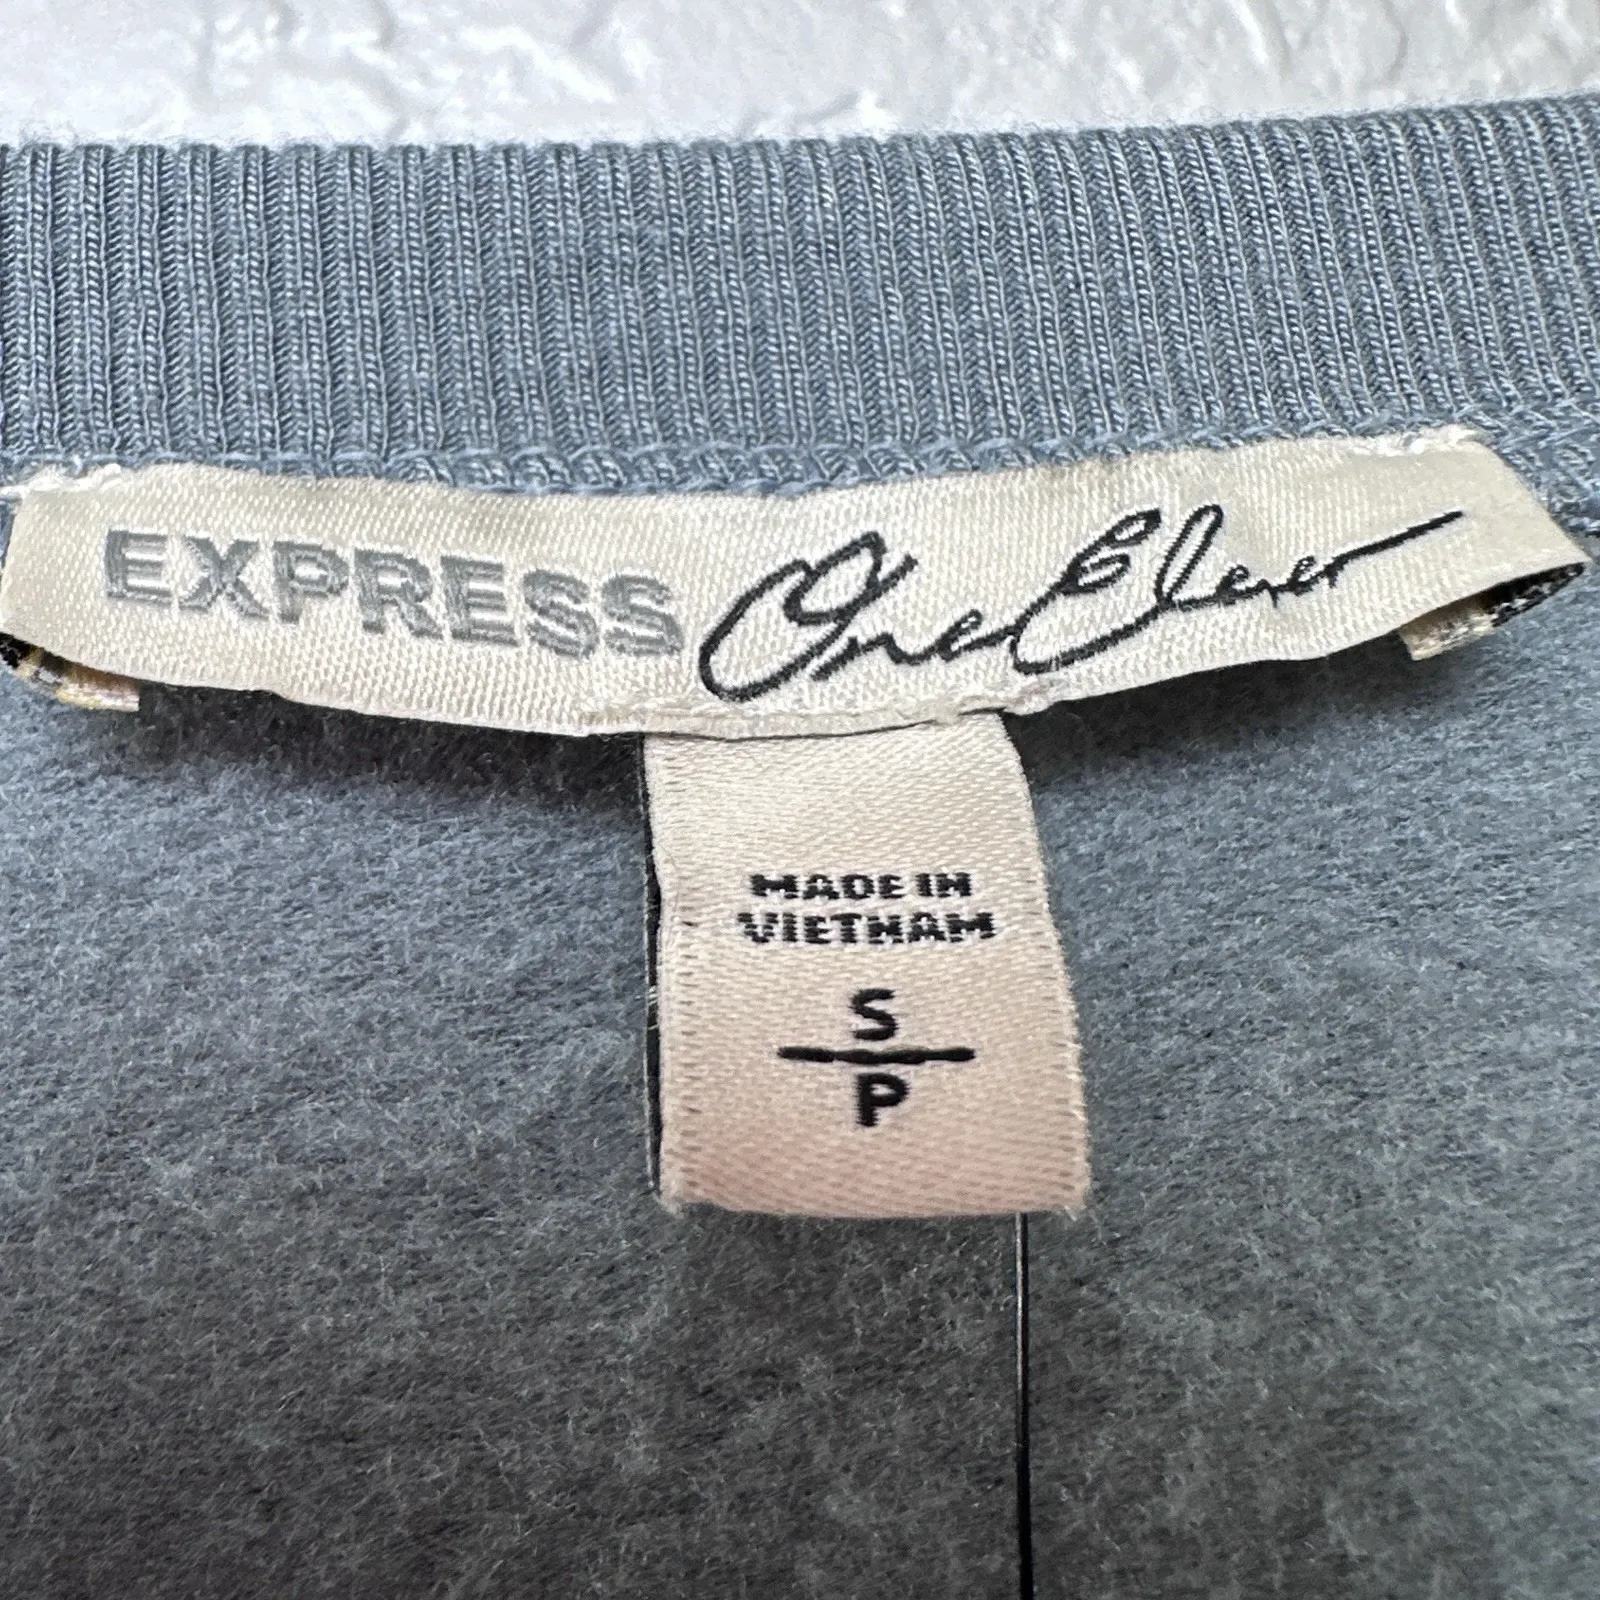 EXPRESS One Eleven
MADE IN
VIETNAM
S
P